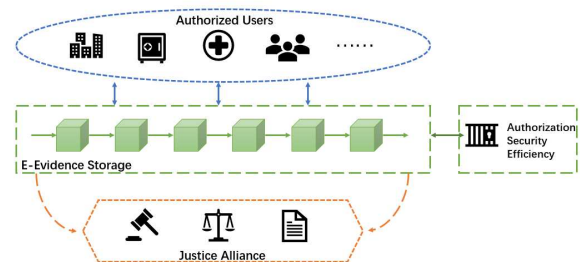 Authorized Users
......
E-Evidence Storage
Authorization
Security
Efficiency
Justice Alliance